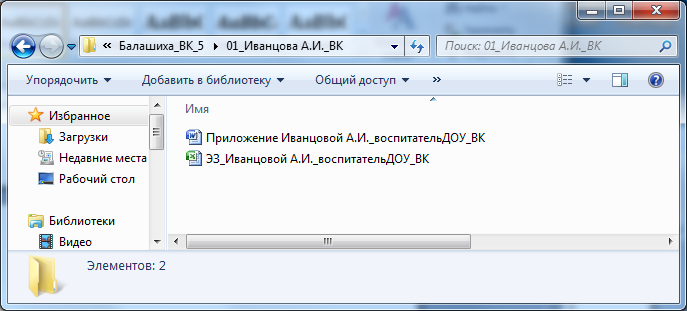 Балашиха_ВК_5 01_Иванцова А.И._ВК Поиск: 01_Иванцова А.И._ВК
Упорядочить Добавить в библиотеку Общий доступ »
Избранное
Загрузки
Недавние места
Рабочий стол
Библиотеки
Видео
Имя
Приложение Иванцовой А.И._воспитательДОУ_ВК
ЭЗ_Иванцовой А.И._воспитательДОУ_ВК
Элементов: 2